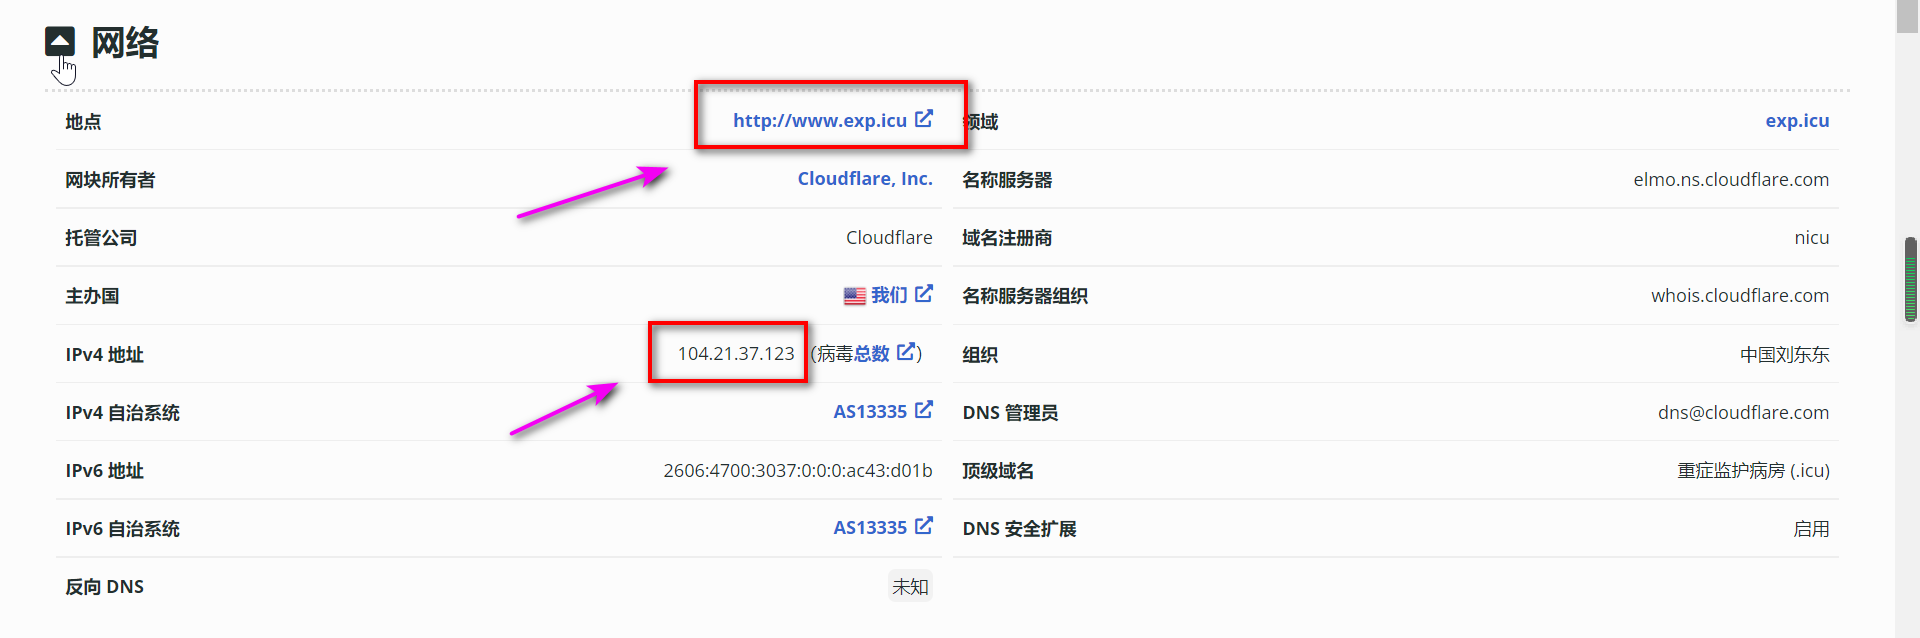 网络
地点 http://www.exp.icu
领域 exp.icu
网块所有者 Cloudflare, Inc.
名称服务器 elmo.ns.cloudflare.com
托管公司 Cloudflare
域名注册商 nicu
主办国 我们
名称服务器组织 whois.cloudflare.com
IPv4 地址 104.21.37.123 (病毒总数)
组织 中国刘东东
IPv4 自治系统 AS13335
DNS 管理员 dns@cloudflare.com
IPv6 地址 2606:4700:3037:0:0:0:ac43:d01b
顶级域名 重症监护病房 (.icu)
IPv6 自治系统 AS13335
DNS 安全扩展 启用
反向 DNS 未知